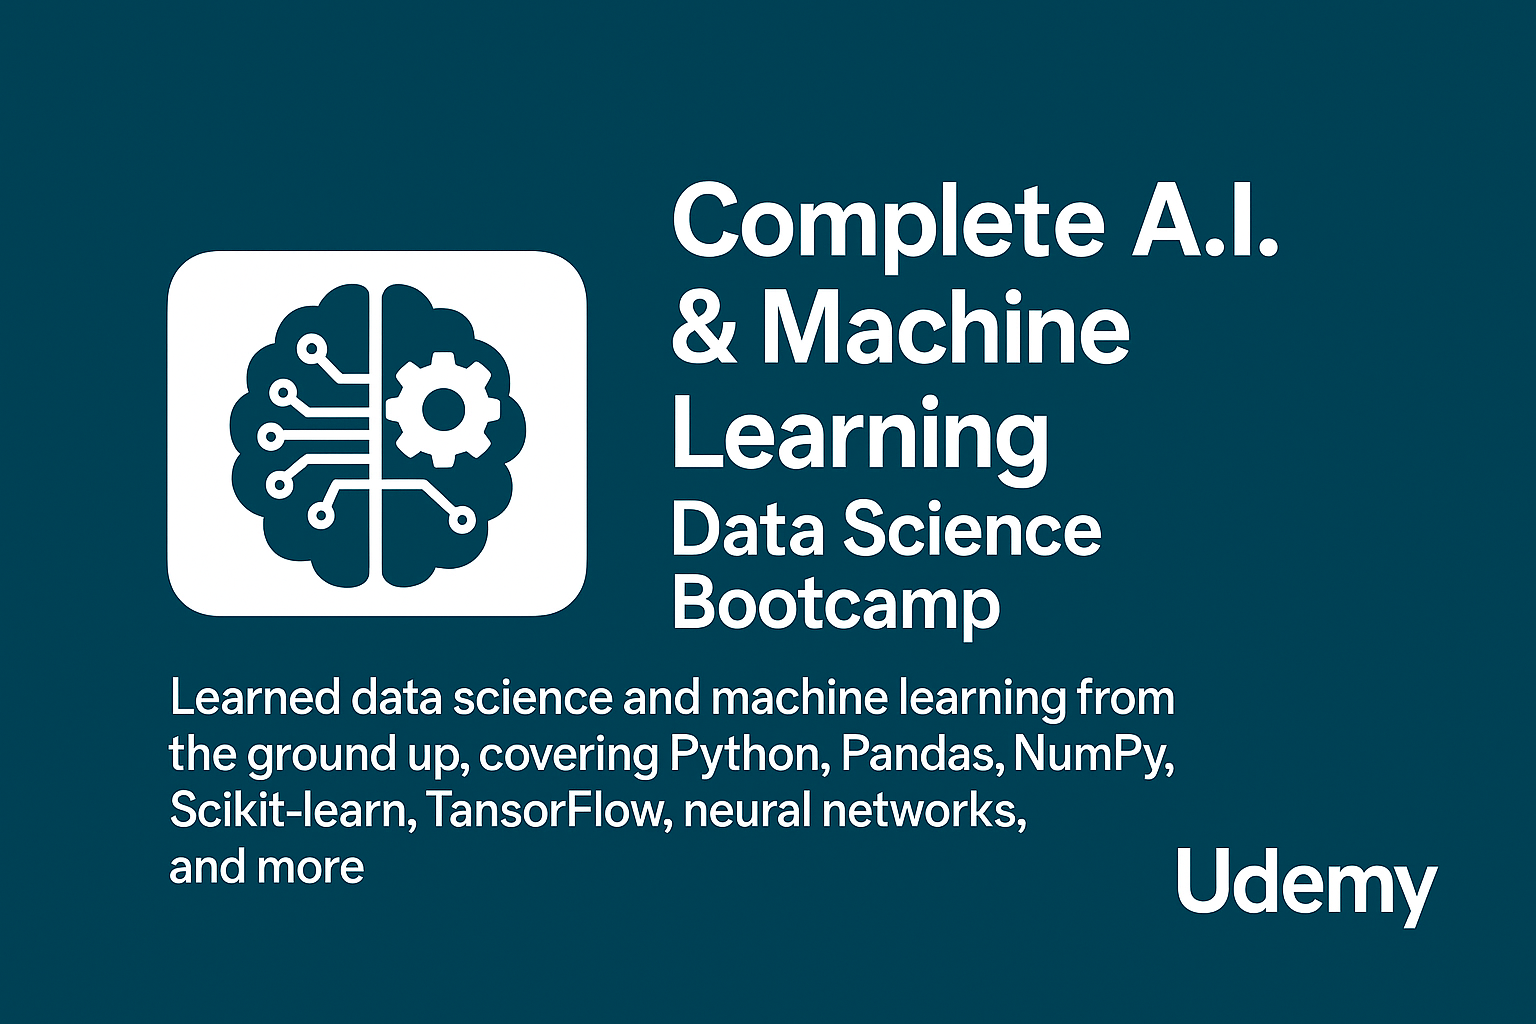 Complete A.I.
& Machine
Learning
Data Science
Bootcamp
Learned data science and machine learning from
the ground up, covering Python, Pandas, NumPy,
Scikit-learn, TansorFlow, neural networks,
and more
Udemy